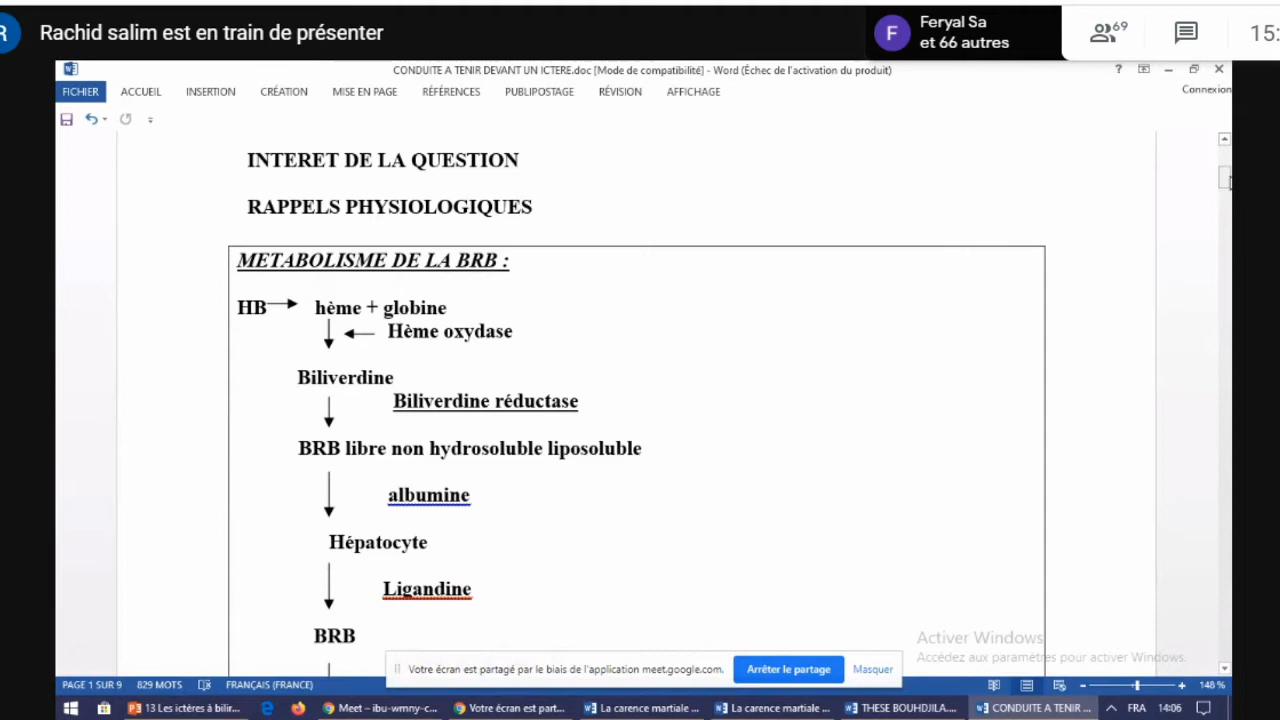 R
Rachid salim est en train de présenter
F
Feryal Sa
et 66 autres
69
15:
CONDUITE A TENIR DEVANT UN ICTERE.doc [Mode de compatibilité] - Word (Échec de l'activation du produit)
?
FICHIER ACCUEIL INSERTION CRÉATION MISE EN PAGE RÉFÉRENCES PUBLIPOSTAGE RÉVISION AFFICHAGE
Connexion
INTERET DE LA QUESTION
RAPPELS PHYSIOLOGIQUES
METABOLISME DE LA BRB :
HB hème + globine
Hème oxydase
Biliverdine
Biliverdine réductase
BRB libre non hydrosoluble liposoluble
albumine
Hépatocyte
Ligandine
BRB
Activer Windows
Accédez aux paramètres pour activer Windows.
Votre écran est partagé par le biais de l'application meet.google.com. Arrêter le partage Masquer
PAGE 1 SUR 9 829 MOTS FRANÇAIS (FRANCE) 148 %
13 Les ictères à bilir... Meet – ibu-wmny-c... Votre écran est part... La carence martiale ... La carence martiale ... THESE BOUHDJILA.... CONDUITE A TENIR ... FRA 14:06